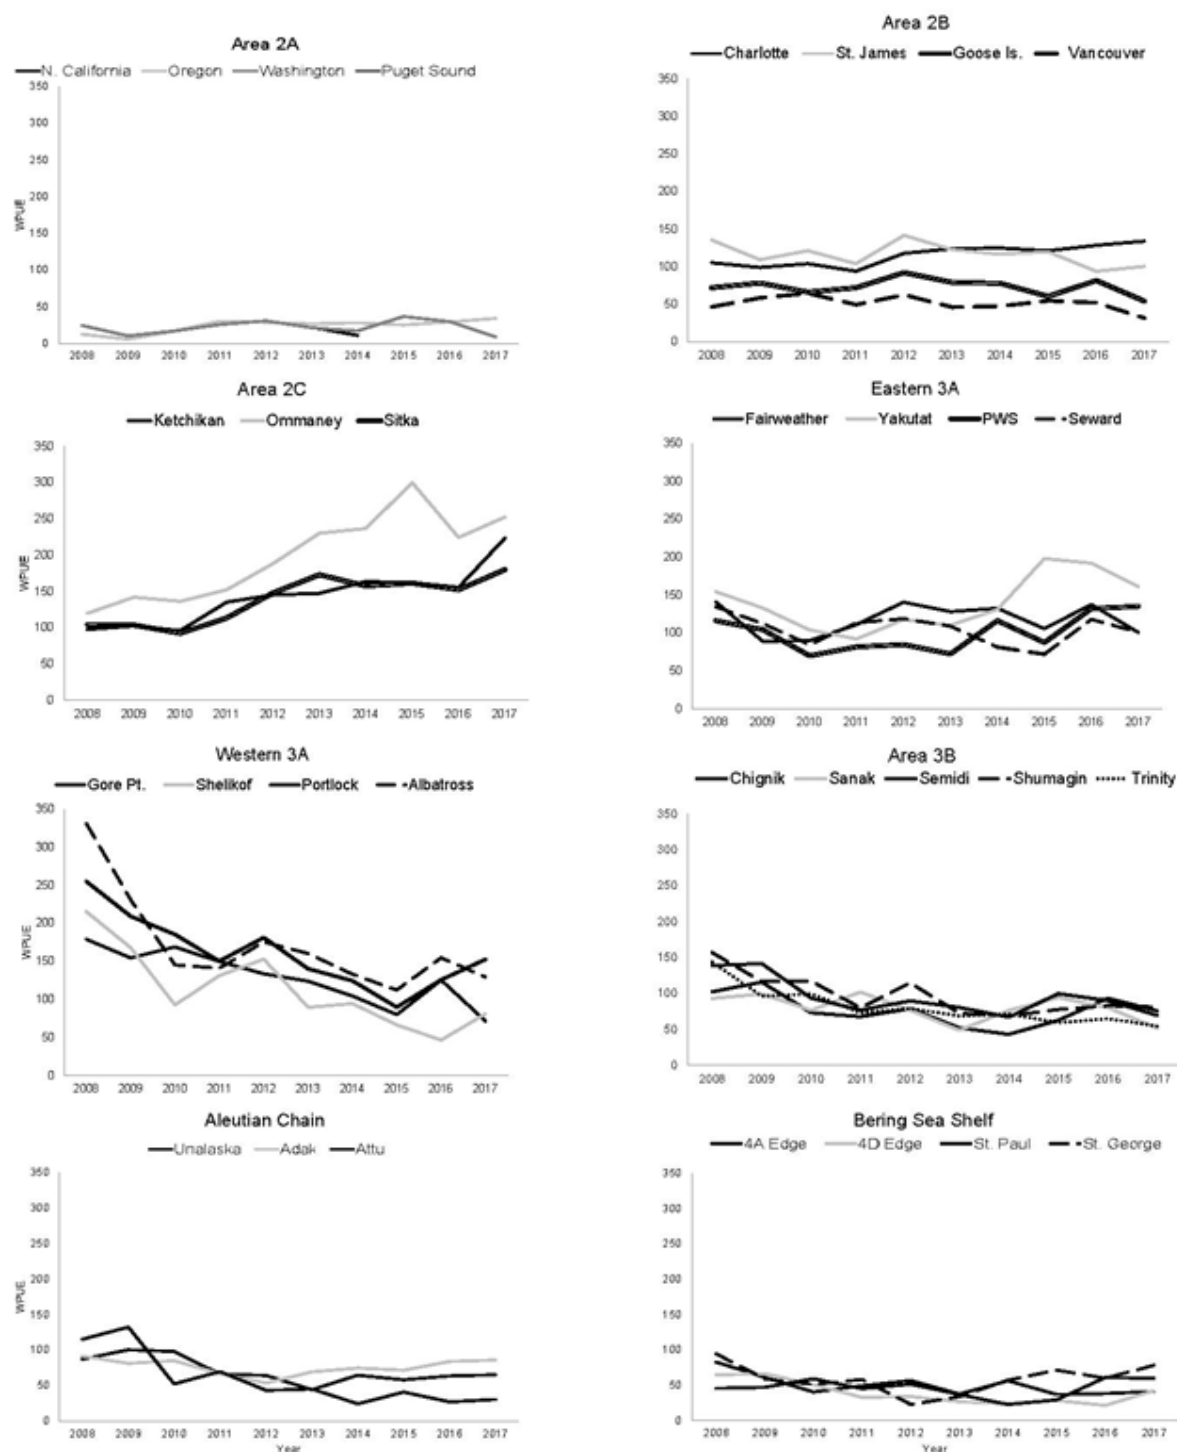 Area 2A
N. California Oregon Washington Puget Sound
350
300
250
200
150
100
50
0
WPUE
2008 2009 2010 2011 2012 2013 2014 2015 2016 2017
Area 2B
Charlotte St. James Goose Is. Vancouver
350
300
250
200
150
100
50
0
2008 2009 2010 2011 2012 2013 2014 2015 2016 2017
Area 2C
Ketchikan Ommaney Sitka
350
300
250
200
150
100
50
0
WPUE
2008 2009 2010 2011 2012 2013 2014 2015 2016 2017
Eastern 3A
Fairweather Yakutat PWS Seward
350
300
250
200
150
100
50
0
2008 2009 2010 2011 2012 2013 2014 2015 2016 2017
Western 3A
Gore Pt. Shelikof Portlock Albatross
350
300
250
200
150
100
50
0
WPUE
2008 2009 2010 2011 2012 2013 2014 2015 2016 2017
Area 3B
Chignik Sanak Semidi Shumagin Trinity
350
300
250
200
150
100
50
0
2008 2009 2010 2011 2012 2013 2014 2015 2016 2017
Aleutian Chain
Unalaska Adak Attu
350
300
250
200
150
100
50
0
WPUE
2008 2009 2010 2011 2012 2013 2014 2015 2016 2017
Year
Bering Sea Shelf
4A Edge 4D Edge St. Paul St. George
350
300
250
200
150
100
50
0
2008 2009 2010 2011 2012 2013 2014 2015 2016 2017
Year